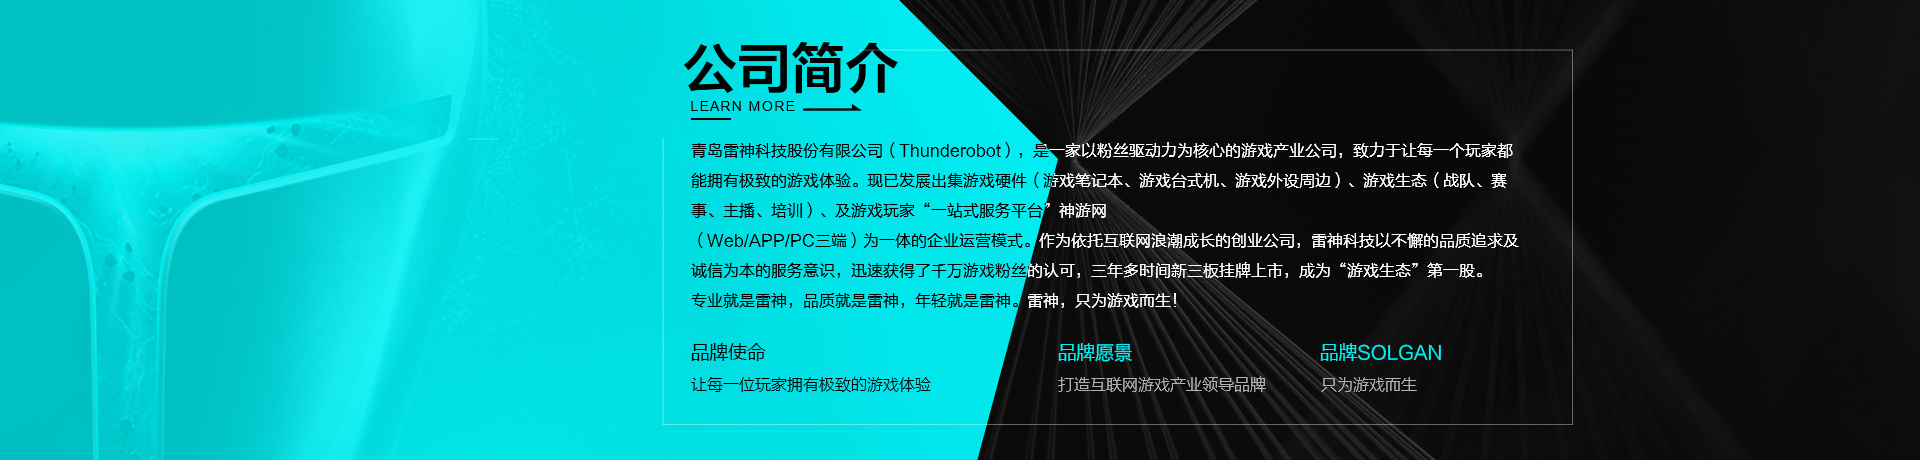 公司简介
LEARN MORE
青岛雷神科技股份有限公司（Thunderobot），是一家以粉丝驱动力为核心的游戏产业公司，致力于让每一个玩家都
能拥有极致的游戏体验。现已发展出集游戏硬件（游戏笔记本、游戏台式机、游戏外设周边）、游戏生态（战队、赛
事、主播、培训）、及游戏玩家“一站式服务平台”神游网
（Web/APP/PC三端）为一体的企业运营模式。作为依托互联网浪潮成长的创业公司，雷神科技以不懈的品质追求及
诚信为本的服务意识，迅速获得了千万游戏粉丝的认可，三年多时间新三板挂牌上市，成为“游戏生态”第一股。
专业就是雷神，品质就是雷神，年轻就是雷神。雷神，只为游戏而生！
品牌使命 品牌愿景 品牌SOLGAN
让每一位玩家拥有极致的游戏体验 打造互联网游戏产业领导品牌 只为游戏而生